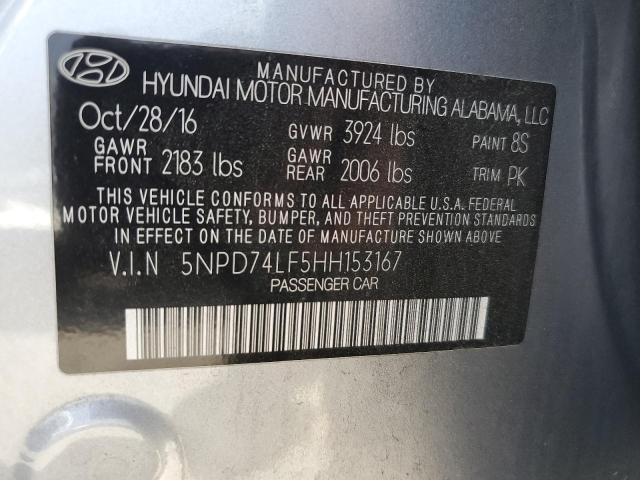 MANUFACTURED BY
HYUNDAI MOTOR MANUFACTURING ALABAMA, LLC
Oct/28/16 GVWR 3924 lbs PAINT 8S
GAWR FRONT 2183 lbs GAWR REAR 2006 lbs TRIM PK
THIS VEHICLE CONFORMS TO ALL APPLICABLE U.S.A. FEDERAL
MOTOR VEHICLE SAFETY, BUMPER, AND THEFT PREVENTION STANDARDS
IN EFFECT ON THE DATE OF MANUFACTURE SHOWN ABOVE.
V.I.N 5NPD74LF5HH153167
PASSENGER CAR